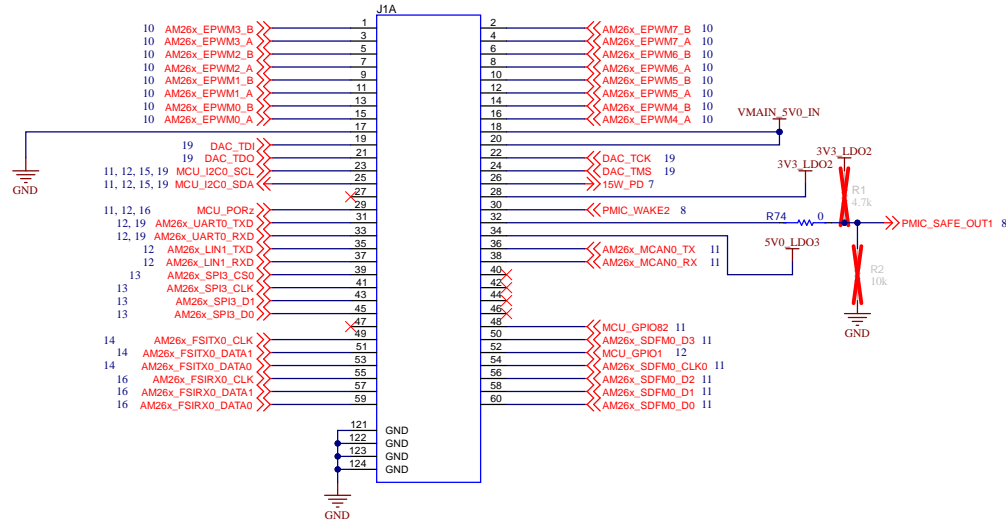 J1A
10 AM26x_EPWM3_B 1 2 AM26x_EPWM7_B 10
10 AM26x_EPWM3_A 3 4 AM26x_EPWM7_A 10
10 AM26x_EPWM2_B 5 6 AM26x_EPWM6_B 10
10 AM26x_EPWM2_A 7 8 AM26x_EPWM6_A 10
10 AM26x_EPWM1_B 9 10 AM26x_EPWM5_B 10
10 AM26x_EPWM1_A 11 12 AM26x_EPWM5_A 10
10 AM26x_EPWM0_B 13 14 AM26x_EPWM4_B 10
10 AM26x_EPWM0_A 15 16 AM26x_EPWM4_A 10
VMAIN_5V0_IN
17 18
19 DAC_TDI 19 20
19 DAC_TDO 21 22 DAC_TCK 19
11, 12, 15, 19 MCU_I2C0_SCL 23 24 DAC_TMS 19
11, 12, 15, 19 MCU_I2C0_SDA 25 26 15W_PD 7
3V3_LDO2
3V3_LDO2
GND
27 28
R1
4.7k
11, 12, 16 MCU_PORz 29 30 PMIC_WAKE2 8
12, 19 AM26x_UART0_TXD 31 32 R74 0 PMIC_SAFE_OUT1 8
12, 19 AM26x_UART0_RXD 33 34
5V0_LDO3
12 AM26x_LIN1_TXD 35 36 AM26x_MCAN0_TX 11
12 AM26x_LIN1_RXD 37 38 AM26x_MCAN0_RX 11
R2
10k
13 AM26x_SPI3_CS0 39 40
13 AM26x_SPI3_CLK 41 42
13 AM26x_SPI3_D1 43 44
13 AM26x_SPI3_D0 45 46
GND
47 48 MCU_GPIO82 11
14 AM26x_FSITX0_CLK 49 50 AM26x_SDFM0_D3 11
14 AM26x_FSITX0_DATA1 51 52 MCU_GPIO1 12
14 AM26x_FSITX0_DATA0 53 54 AM26x_SDFM0_CLK0 11
16 AM26x_FSIRX0_CLK 55 56 AM26x_SDFM0_D2 11
16 AM26x_FSIRX0_DATA1 57 58 AM26x_SDFM0_D1 11
16 AM26x_FSIRX0_DATA0 59 60 AM26x_SDFM0_D0 11
121 GND
122 GND
123 GND
124 GND
GND